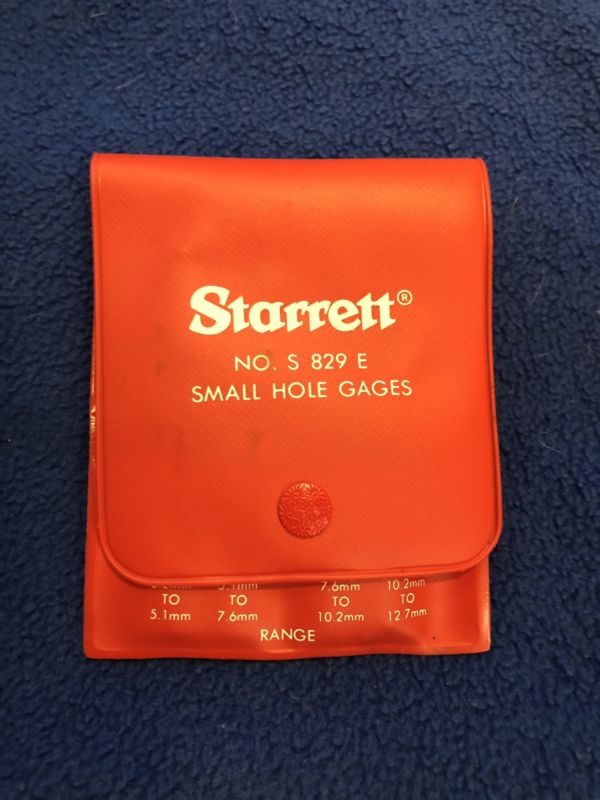 Starrett®
NO. S 829 E
SMALL HOLE GAGES
7.6mm 10.2mm
TO TO TO TO
5.1mm 7.6mm 10.2mm 12.7mm
RANGE